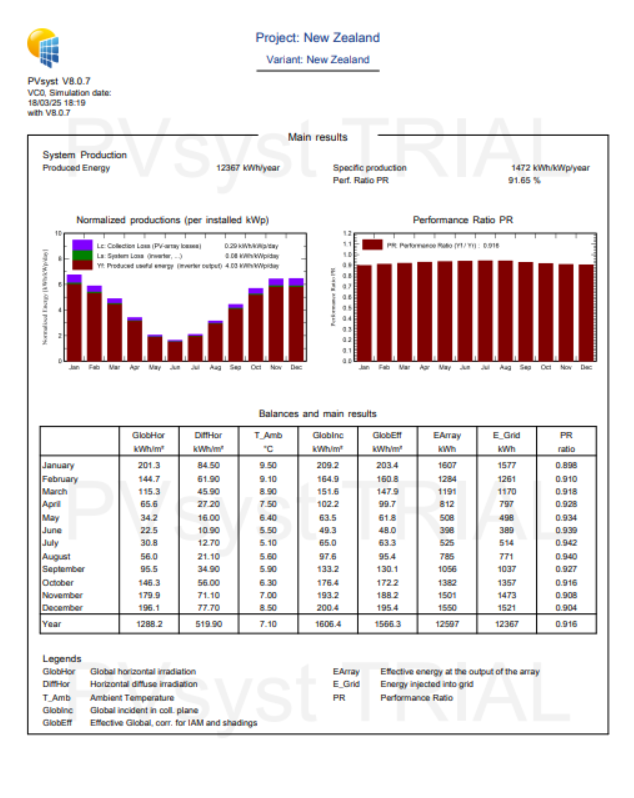 Project: New Zealand
Variant: New Zealand
PVsyst V8.0.7
VC0, Simulation date:
18/03/25 18:19
with V8.0.7
PVsyst TRIAL
Main results
System Production
Produced Energy 12367 kWh/year Specific production 1472 kWh/kWp/year
Perf. Ratio PR 91.65 %
Normalized productions (per installed kWp)
Normalized Energy [kWh/kWp/day]
10
8
6
4
2
0
Lc: Collection Loss (PV-array losses) 0.29 kWh/kWp/day
Ls: System Loss (inverter, ...) 0.08 kWh/kWp/day
Yf: Produced useful energy (inverter output) 4.03 kWh/kWp/day
Jan Feb Mar Apr May Jun Jul Aug Sep Oct Nov Dec
Performance Ratio PR
Performance Ratio PR
1.2
1.1
1.0
0.9
0.8
0.7
0.6
0.5
0.4
0.3
0.2
0.1
0.0
PR: Performance Ratio (Yf / Yr) : 0.916
Jan Feb Mar Apr May Jun Jul Aug Sep Oct Nov Dec
Balances and main results
GlobHor DiffHor T_Amb GlobInc GlobEff EArray E_Grid PR
kWh/m² kWh/m² °C kWh/m² kWh/m² kWh kWh ratio
January 201.3 84.50 9.50 209.2 203.4 1607 1577 0.898
February 144.7 61.90 9.10 164.9 160.8 1284 1261 0.910
March 115.3 45.90 8.90 151.6 147.9 1191 1170 0.918
April 65.6 27.20 7.50 102.2 99.7 812 797 0.928
May 34.2 16.00 6.40 63.5 61.8 508 498 0.934
June 22.5 10.90 5.50 49.3 48.0 398 389 0.939
July 30.8 12.70 5.10 65.0 63.3 525 514 0.942
August 56.0 21.10 5.60 97.6 95.4 785 771 0.940
September 95.5 34.90 5.90 133.2 130.1 1056 1037 0.927
October 146.3 56.00 6.30 176.4 172.2 1382 1357 0.916
November 179.9 71.10 7.00 193.2 188.2 1501 1473 0.908
December 196.1 77.70 8.50 200.4 195.4 1550 1521 0.904
Year 1288.2 519.90 7.10 1606.4 1566.3 12597 12367 0.916
PVsyst TRIAL
Legends
GlobHor Global horizontal irradiation EArray Effective energy at the output of the array
DiffHor Horizontal diffuse irradiation E_Grid Energy injected into grid
T_Amb Ambient Temperature PR Performance Ratio
GlobInc Global incident in coll. plane
GlobEff Effective Global, corr. for IAM and shadings
PVsyst TRIAL